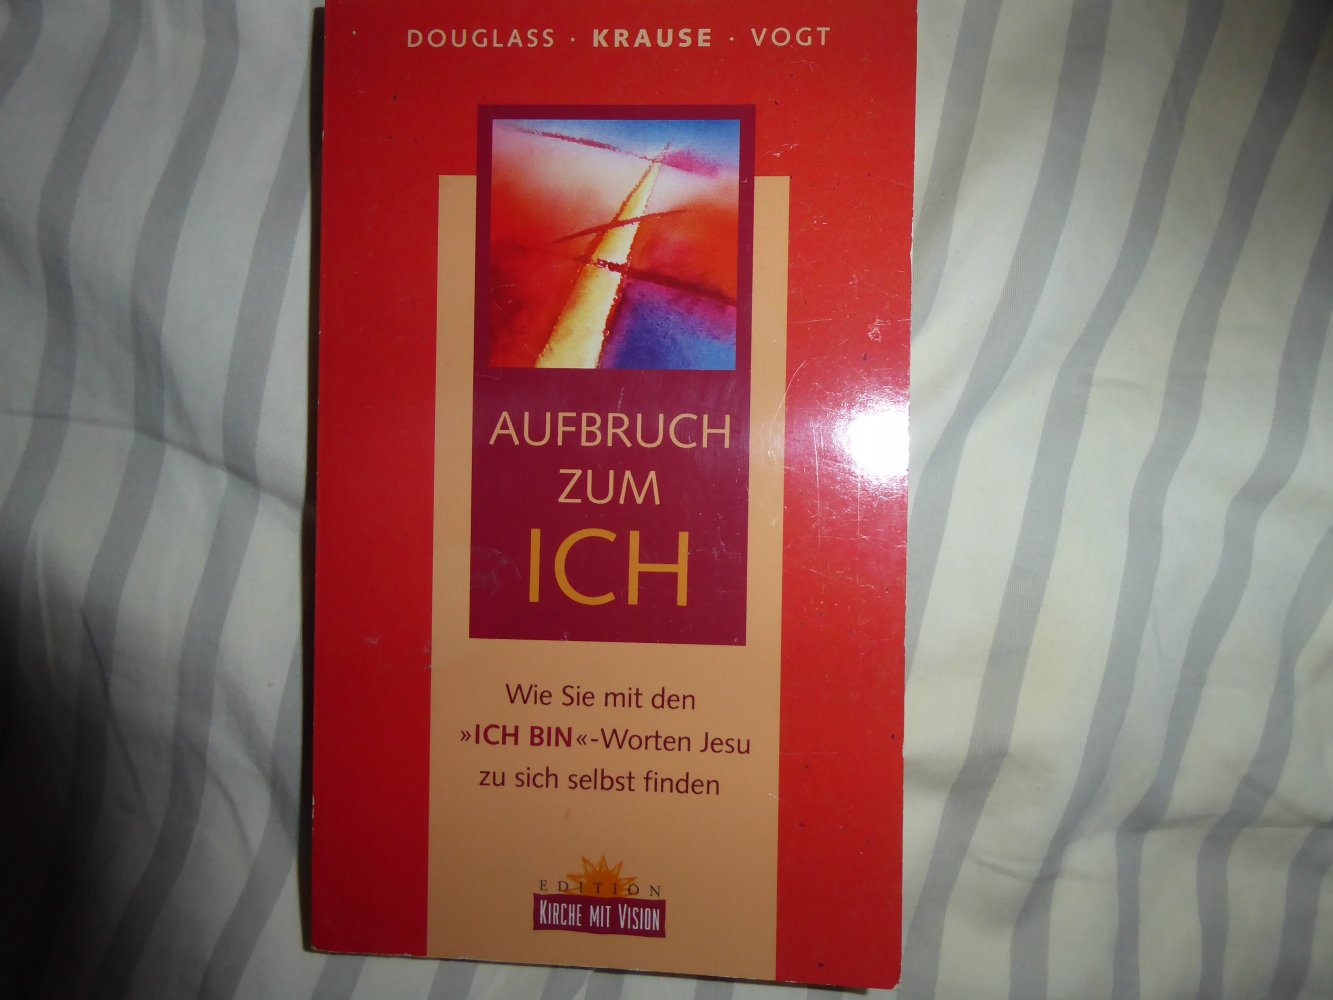 DOUGLASS · KRAUSE · VOGT
AUFBRUCH
ZUM
ICH
Wie Sie mit den
»ICH BIN«-Worten Jesu
zu sich selbst finden
EDITION
KIRCHE MIT VISION